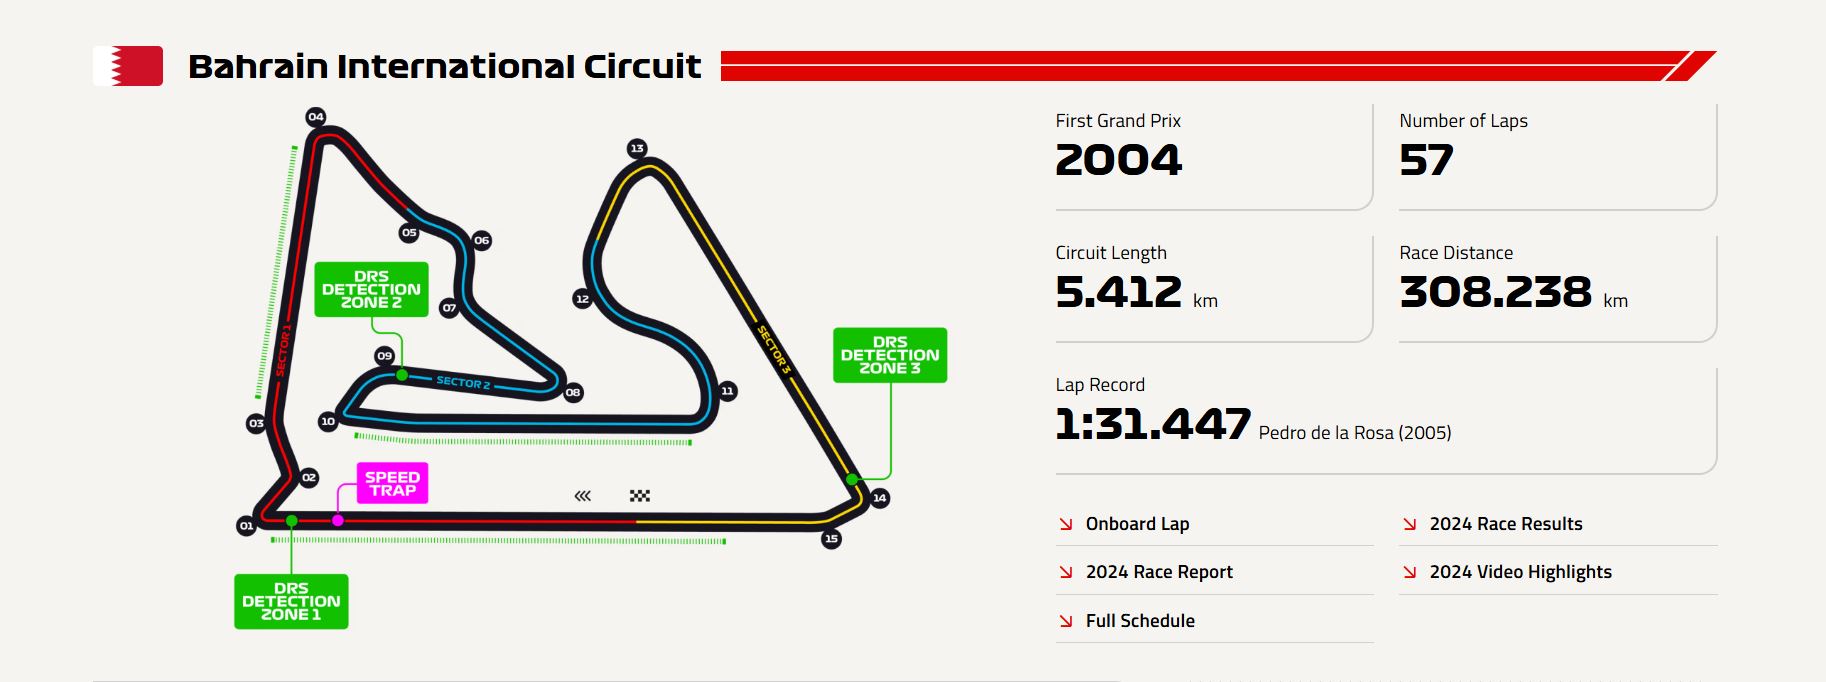 Bahrain International Circuit
04
13
05
06
DRS
DETECTION
ZONE 2
07
12
SECTOR 1
SECTOR 3
DRS
DETECTION
ZONE 3
09
SECTOR 2
08
11
10
03
02
SPEED
TRAP
14
01
15
DRS
DETECTION
ZONE 1
First Grand Prix
2004
Number of Laps
57
Circuit Length
5.412 km
Race Distance
308.238 km
Lap Record
1:31.447 Pedro de la Rosa (2005)
Onboard Lap
2024 Race Results
2024 Race Report
2024 Video Highlights
Full Schedule